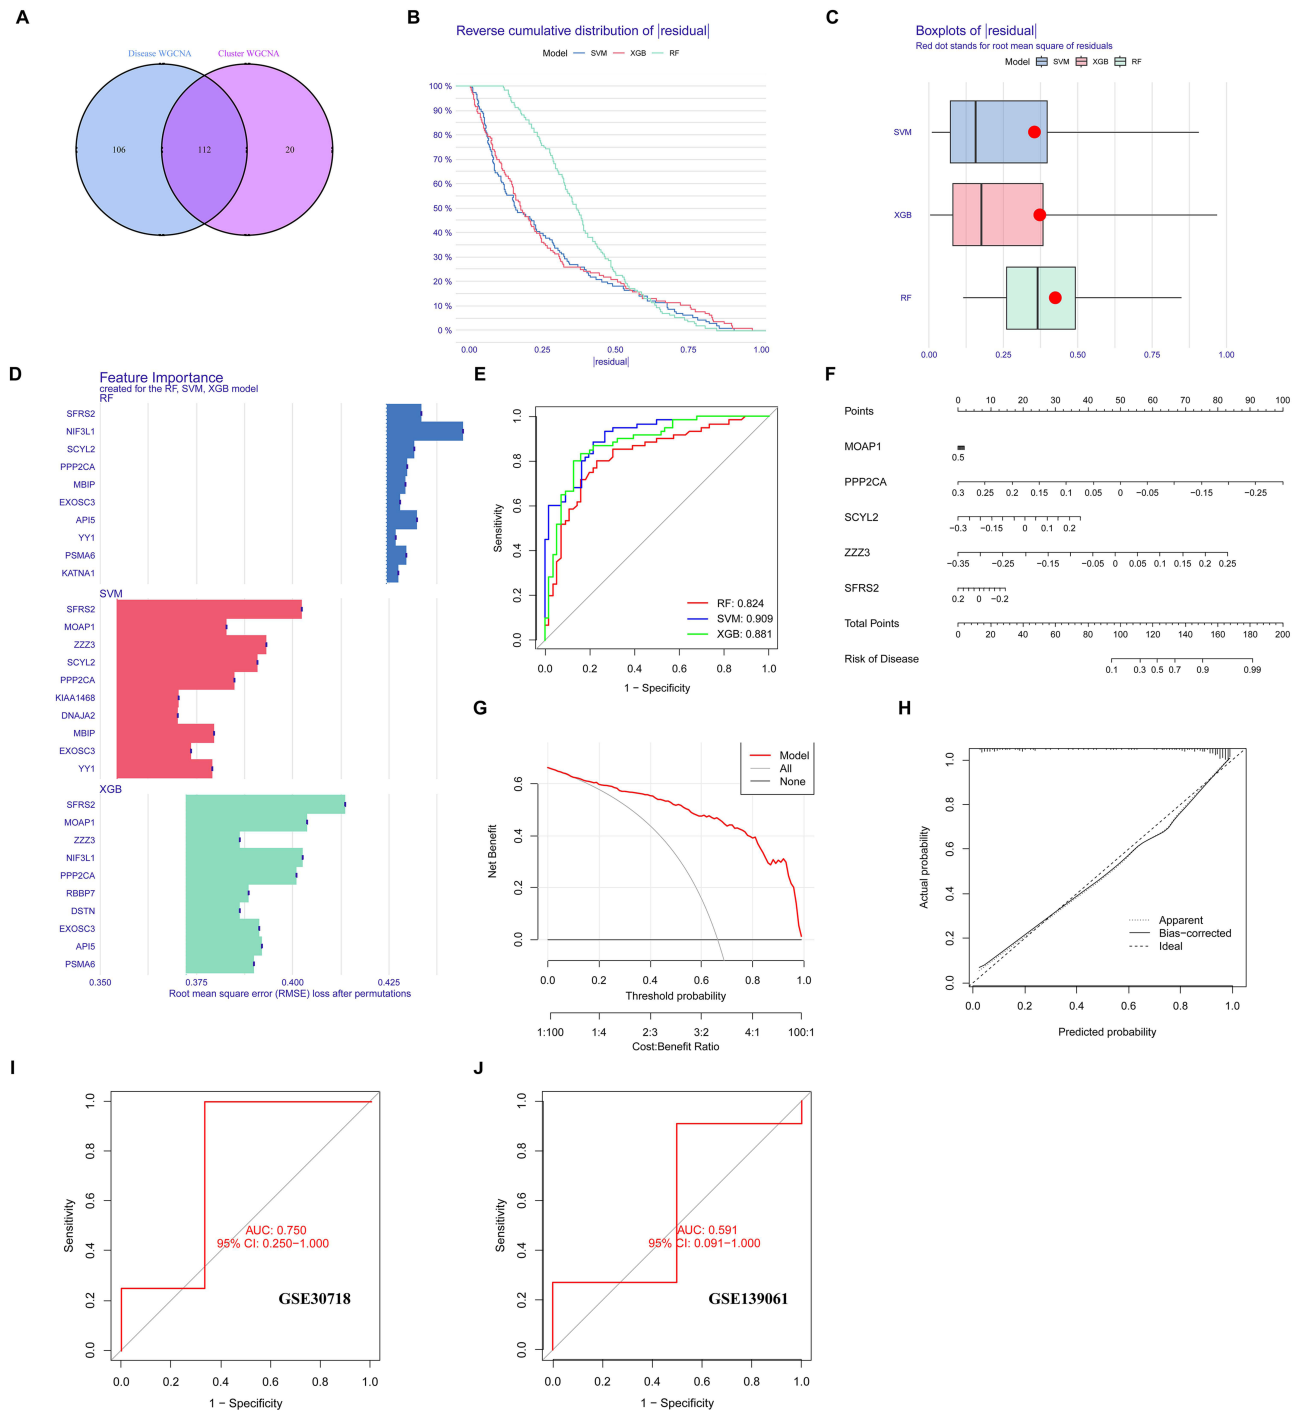 A
Disease WGCNA
Cluster WGCNA
106
112
20
B
Reverse cumulative distribution of |residual|
Model SVM XGB RF
100 %
90 %
80 %
70 %
60 %
50 %
40 %
30 %
20 %
10 %
0 %
0.00 0.25 0.50 0.75 1.00
|residual|
C
Boxplots of |residual|
Red dot stands for root mean square of residuals
Model SVM XGB RF
SVM
XGB
RF
0.00 0.25 0.50 0.75 1.00
D
Feature Importance
created for the RF, SVM, XGB model
RF
SFRS2
NIF3L1
SCYL2
PPP2CA
MBIP
EXOSC3
API5
YY1
PSMA6
KATNA1
SVM
SFRS2
MOAP1
ZZZ3
SCYL2
PPP2CA
KIAA1468
DNAJA2
MBIP
EXOSC3
YY1
XGB
SFRS2
MOAP1
ZZZ3
NIF3L1
PPP2CA
RBBP7
DSTN
EXOSC3
API5
PSMA6
0.350 0.375 0.400 0.425
Root mean square error (RMSE) loss after permutations
E
Sensitivity
1.0
0.8
0.6
0.4
0.2
0.0
RF: 0.824
SVM: 0.909
XGB: 0.881
0.0 0.2 0.4 0.6 0.8 1.0
1 − Specificity
F
Points
0 10 20 30 40 50 60 70 80 90 100
MOAP1
0.5
PPP2CA
0.3 0.25 0.2 0.15 0.1 0.05 0 −0.05 −0.15 −0.25
SCYL2
−0.3 −0.15 0 0.1 0.2
ZZZ3
−0.35 −0.25 −0.15 −0.05 0 0.05 0.1 0.15 0.2 0.25
SFRS2
0.2 0 −0.2
Total Points
0 20 40 60 80 100 120 140 160 180 200
Risk of Disease
0.1 0.3 0.5 0.7 0.9 0.99
G
Net Benefit
0.6
0.4
0.2
0.0
Model
All
None
0.0 0.2 0.4 0.6 0.8 1.0
Threshold probability
1:100 1:4 2:3 3:2 4:1 100:1
Cost:Benefit Ratio
H
Actual probability
1.0
0.8
0.6
0.4
0.2
0.0
Apparent
Bias−corrected
Ideal
0.0 0.2 0.4 0.6 0.8 1.0
Predicted probability
I
Sensitivity
1.0
0.8
0.6
0.4
0.2
0.0
AUC: 0.750
95% CI: 0.250−1.000
GSE30718
0.0 0.2 0.4 0.6 0.8 1.0
1 − Specificity
J
Sensitivity
1.0
0.8
0.6
0.4
0.2
0.0
AUC: 0.591
95% CI: 0.091−1.000
GSE139061
0.0 0.2 0.4 0.6 0.8 1.0
1 − Specificity